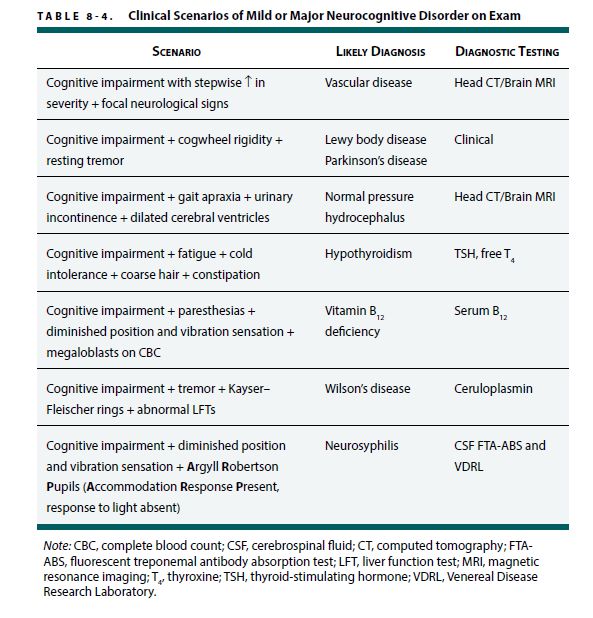 TABLE 8-4. Clinical Scenarios of Mild or Major Neurocognitive Disorder on Exam
SCENARIO LIKELY DIAGNOSIS DIAGNOSTIC TESTING
Cognitive impairment with stepwise ↑ in Vascular disease Head CT/Brain MRI
severity + focal neurological signs
Cognitive impairment + cogwheel rigidity + Lewy body disease Clinical
resting tremor Parkinson's disease
Cognitive impairment + gait apraxia + urinary Normal pressure Head CT/Brain MRI
incontinence + dilated cerebral ventricles hydrocephalus
Cognitive impairment + fatigue + cold Hypothyroidism TSH, free T4
intolerance + coarse hair + constipation
Cognitive impairment + paresthesias + Vitamin B12 Serum B12
diminished position and vibration sensation + deficiency
megaloblasts on CBC
Cognitive impairment + tremor + Kayser– Wilson's disease Ceruloplasmin
Fleischer rings + abnormal LFTs
Cognitive impairment + diminished position Neurosyphilis CSF FTA-ABS and
and vibration sensation + Argyll Robertson VDRL
Pupils (Accommodation Response Present,
response to light absent)
Note: CBC, complete blood count; CSF, cerebrospinal fluid; CT, computed tomography; FTA-
ABS, fluorescent treponemal antibody absorption test; LFT, liver function test; MRI, magnetic
resonance imaging; T4, thyroxine; TSH, thyroid-stimulating hormone; VDRL, Venereal Disease
Research Laboratory.